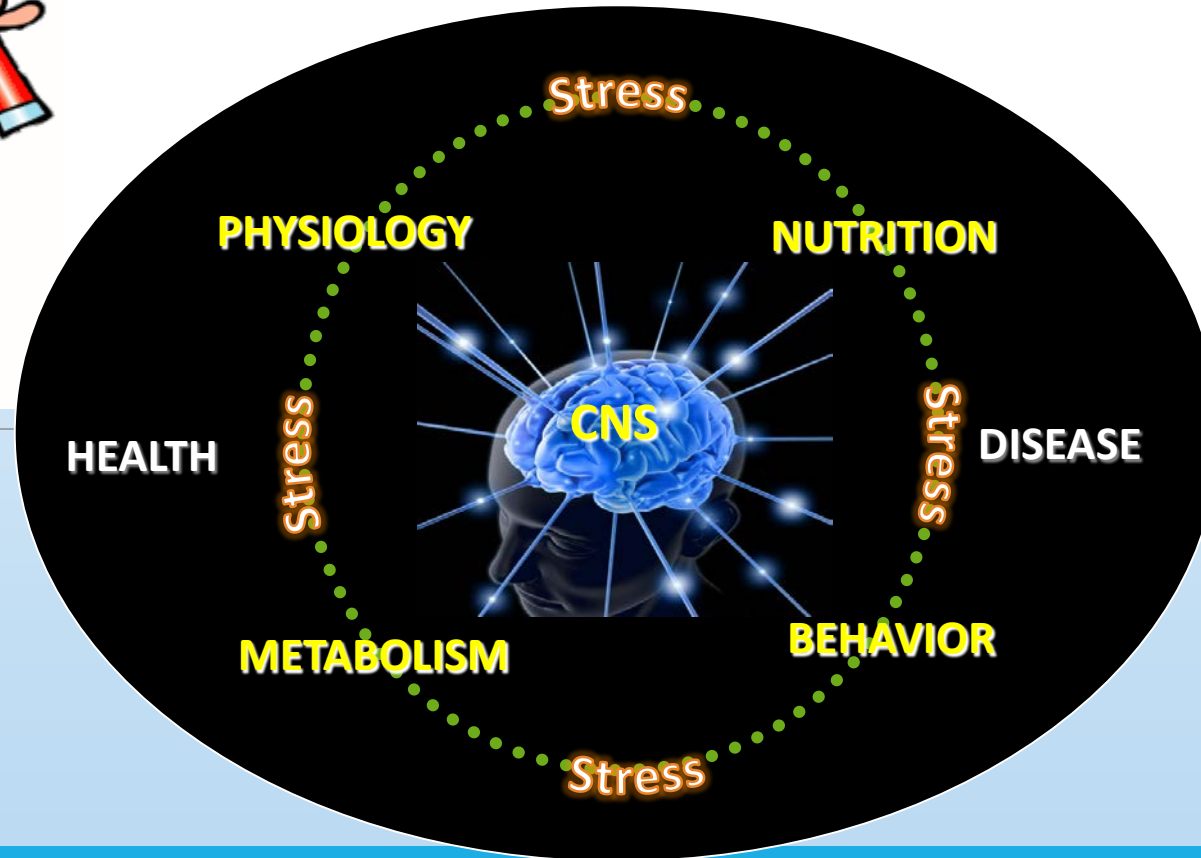 Stress
PHYSIOLOGY
NUTRITION
CNS
Stress
Stress
HEALTH
DISEASE
METABOLISM
BEHAVIOR
Stress